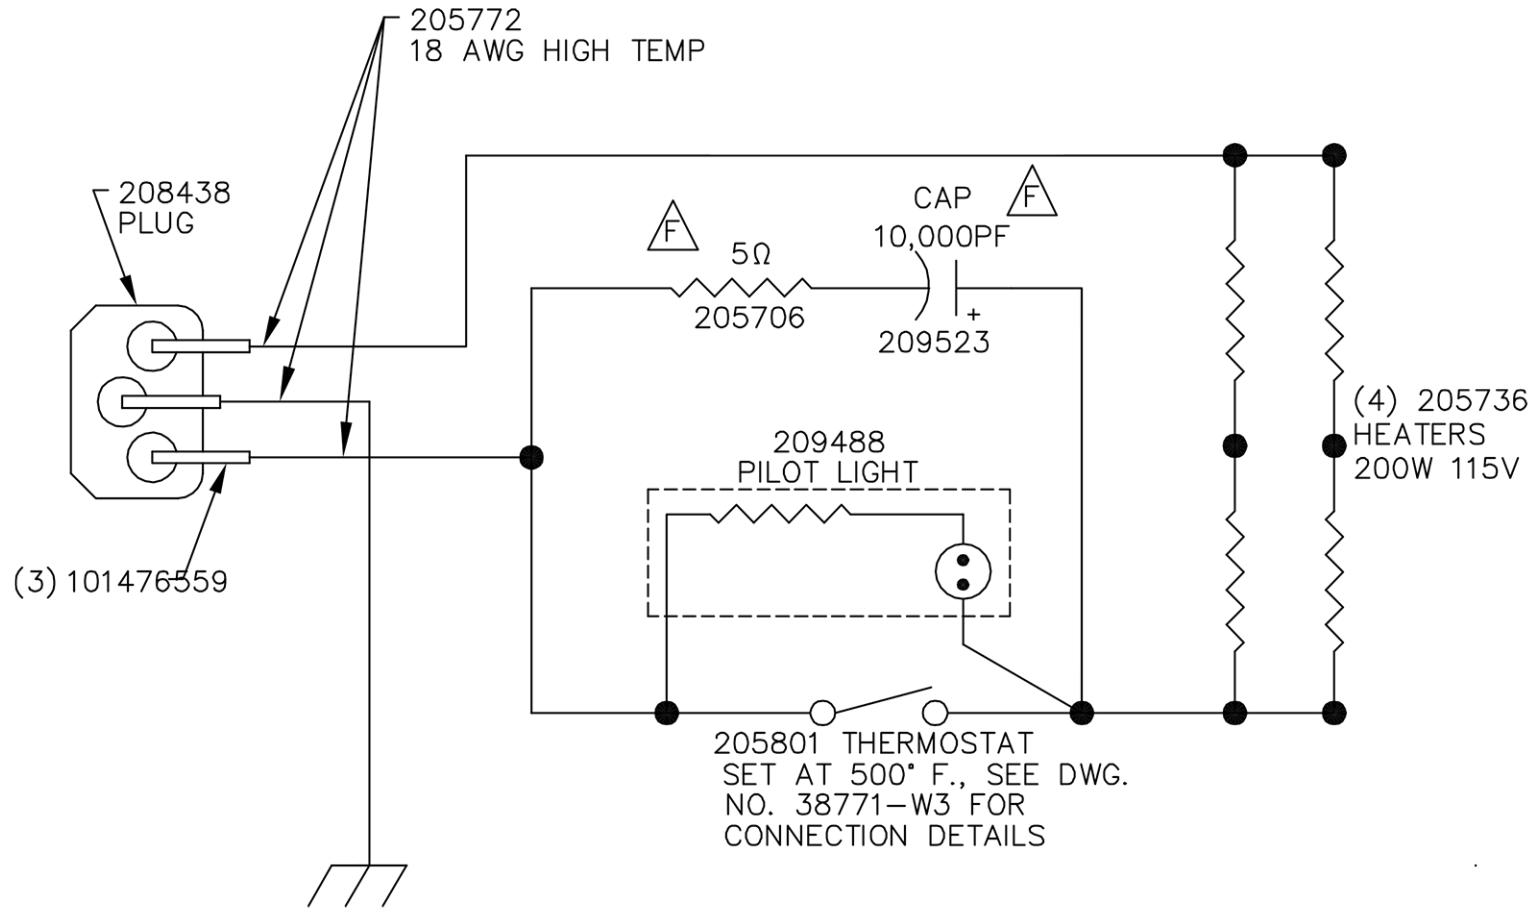 205772
18 AWG HIGH TEMP
208438
PLUG
F
CAP
F
10,000PF
5Ω
205706
+
209523
(4) 205736
HEATERS
200W 115V
209488
PILOT LIGHT
(3) 101476559
205801 THERMOSTAT
SET AT 500° F., SEE DWG.
NO. 38771-W3 FOR
CONNECTION DETAILS